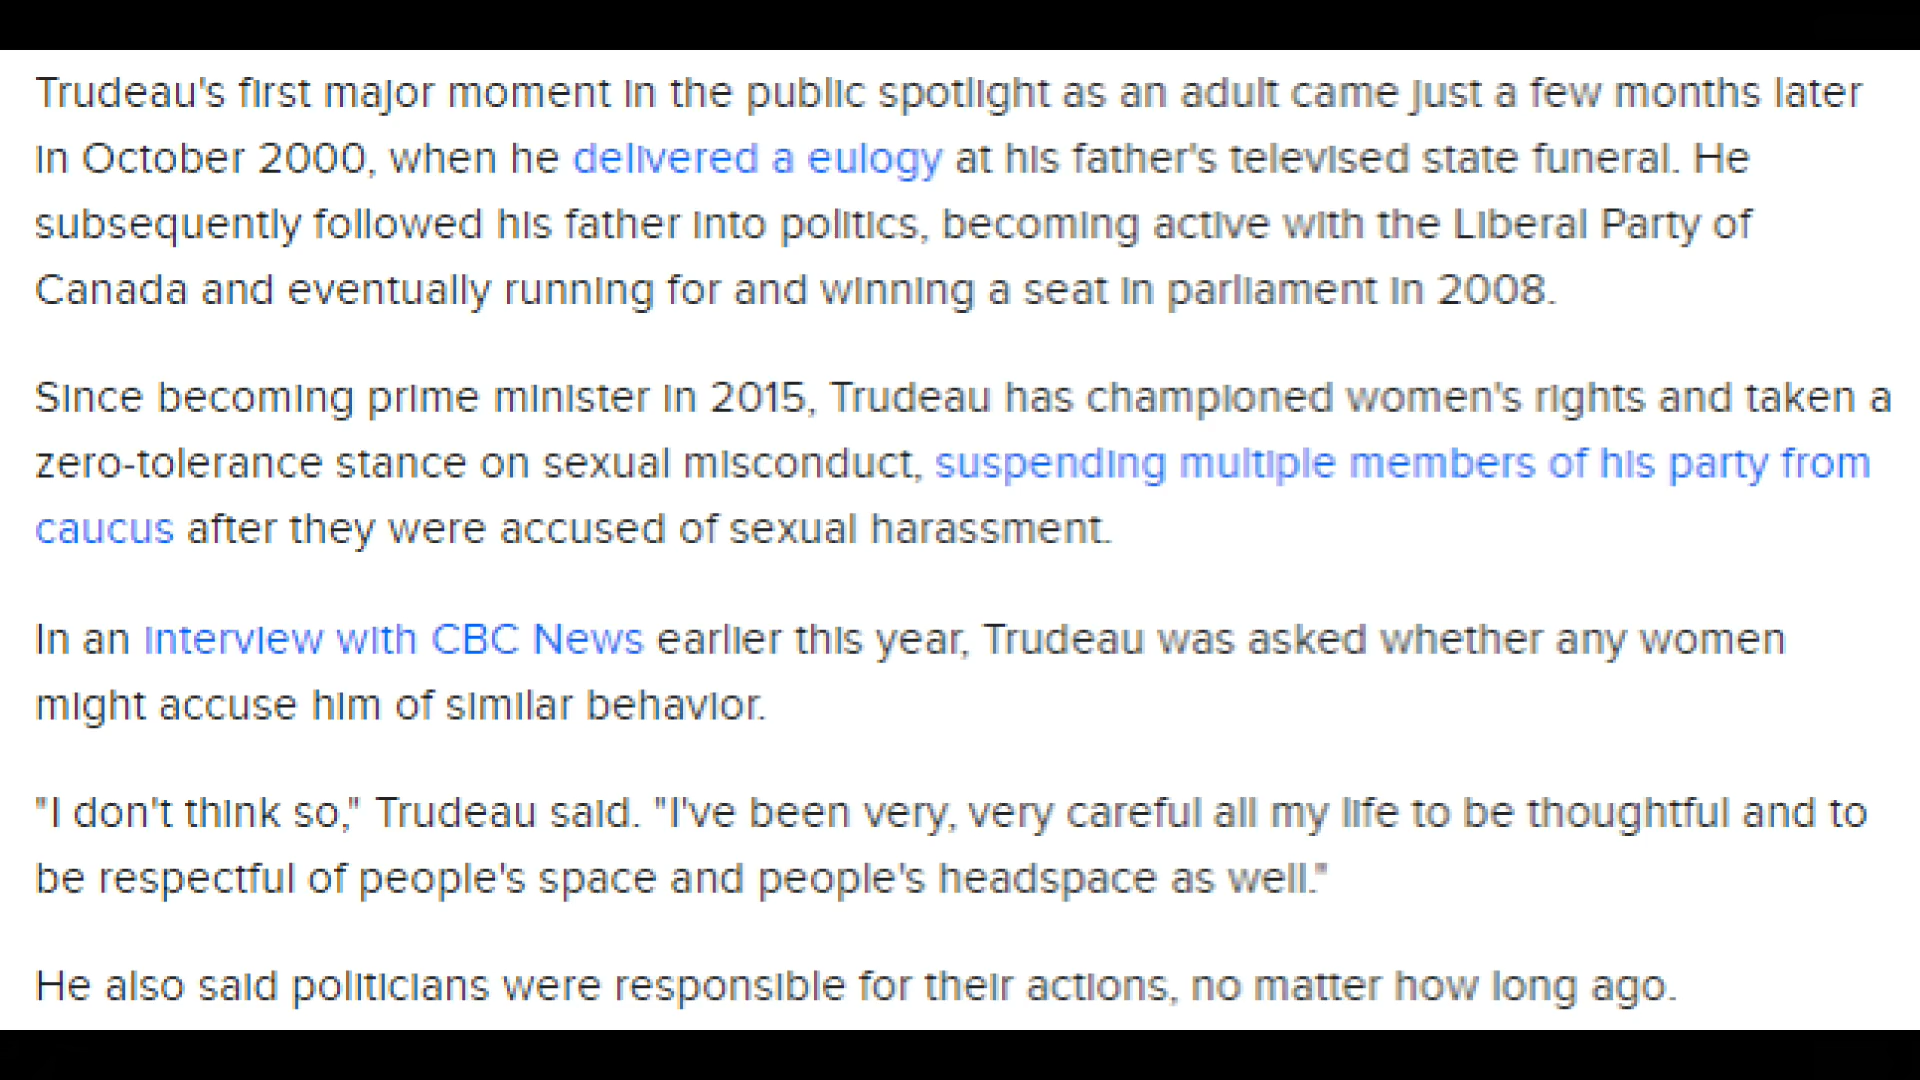 Trudeau's first major moment in the public spotlight as an adult came just a few months later
in October 2000, when he delivered a eulogy at his father's televised state funeral. He
subsequently followed his father into politics, becoming active with the Liberal Party of
Canada and eventually running for and winning a seat in parliament in 2008.
Since becoming prime minister in 2015, Trudeau has championed women's rights and taken a
zero-tolerance stance on sexual misconduct, suspending multiple members of his party from
caucus after they were accused of sexual harassment.
In an interview with CBC News earlier this year, Trudeau was asked whether any women
might accuse him of similar behavior.
"I don't think so," Trudeau said. "I've been very, very careful all my life to be thoughtful and to
be respectful of people's space and people's headspace as well."
He also said politicians were responsible for their actions, no matter how long ago.